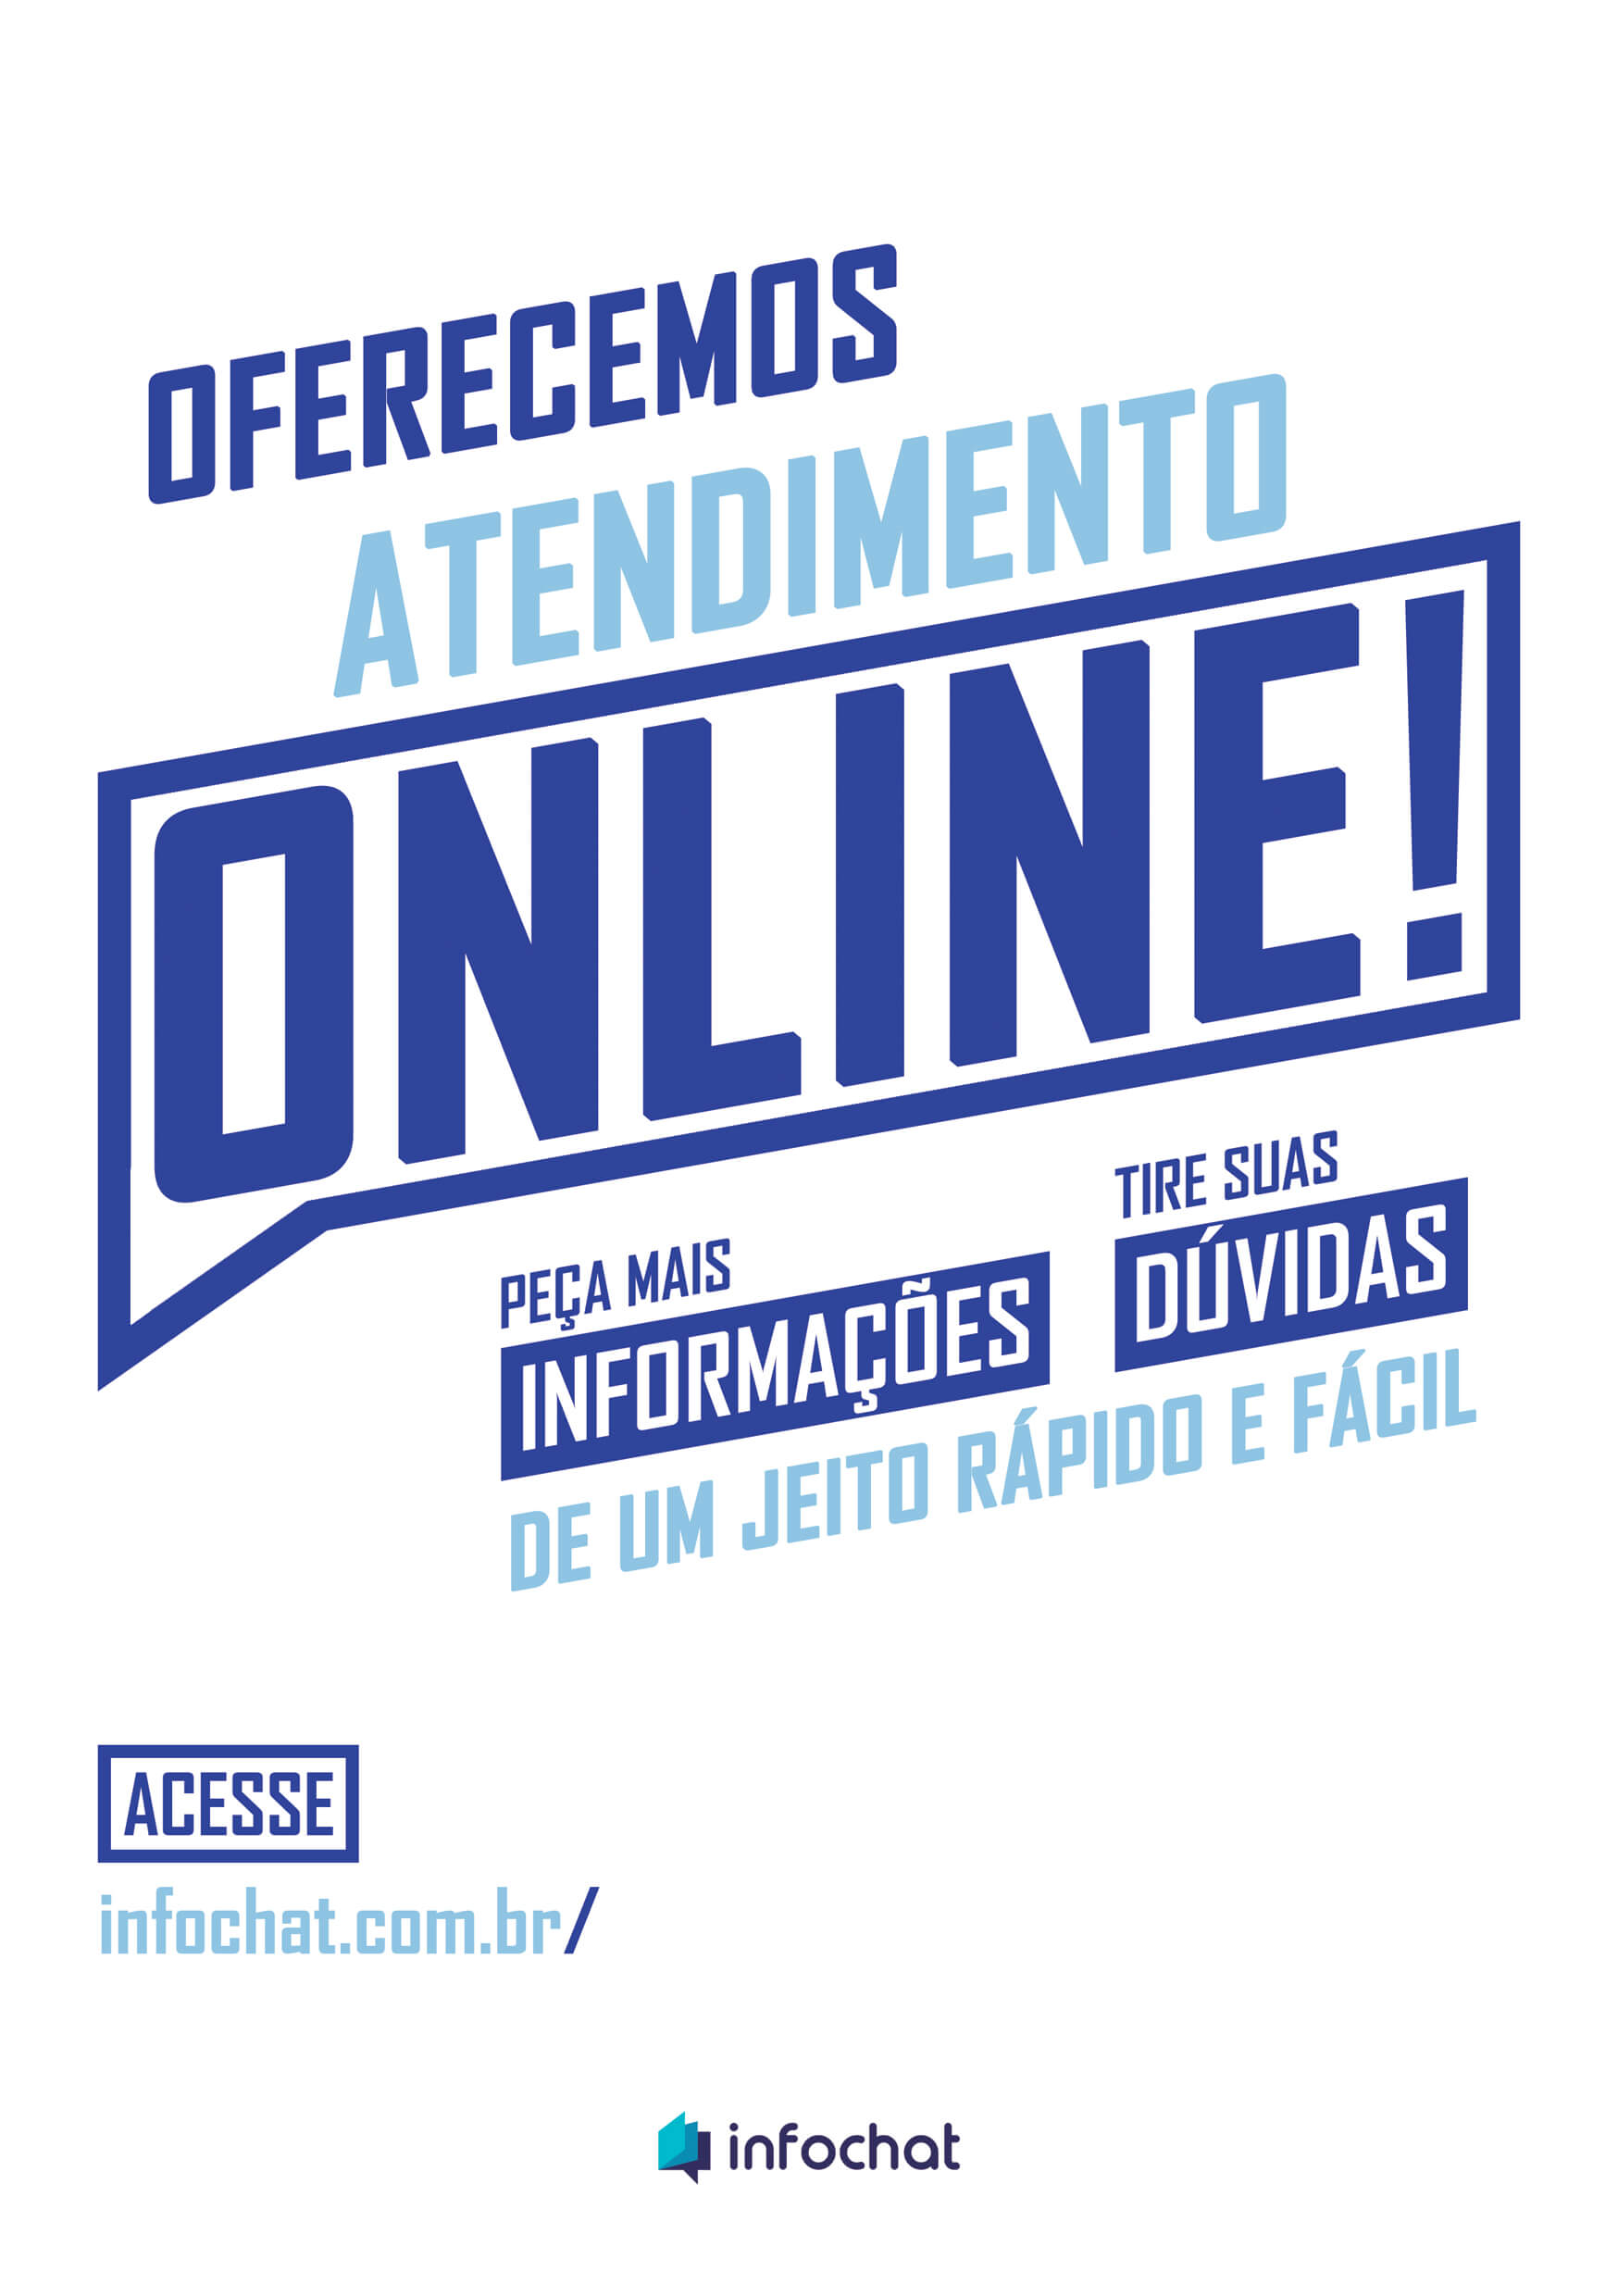 OFERECEMOS
ATENDIMENTO
ONLINE!
PEÇA MAIS
INFORMAÇÕES
TIRE SUAS
DÚVIDAS
DE UM JEITO RÁPIDO E FÁCIL
ACESSE
infochat.com.br/
infochat